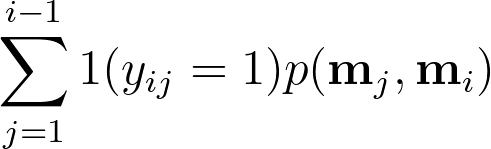 \sum_{j=1}^{i-1} 1(y_{ij} = 1)p(\mathbf{m}_j, \mathbf{m}_i)